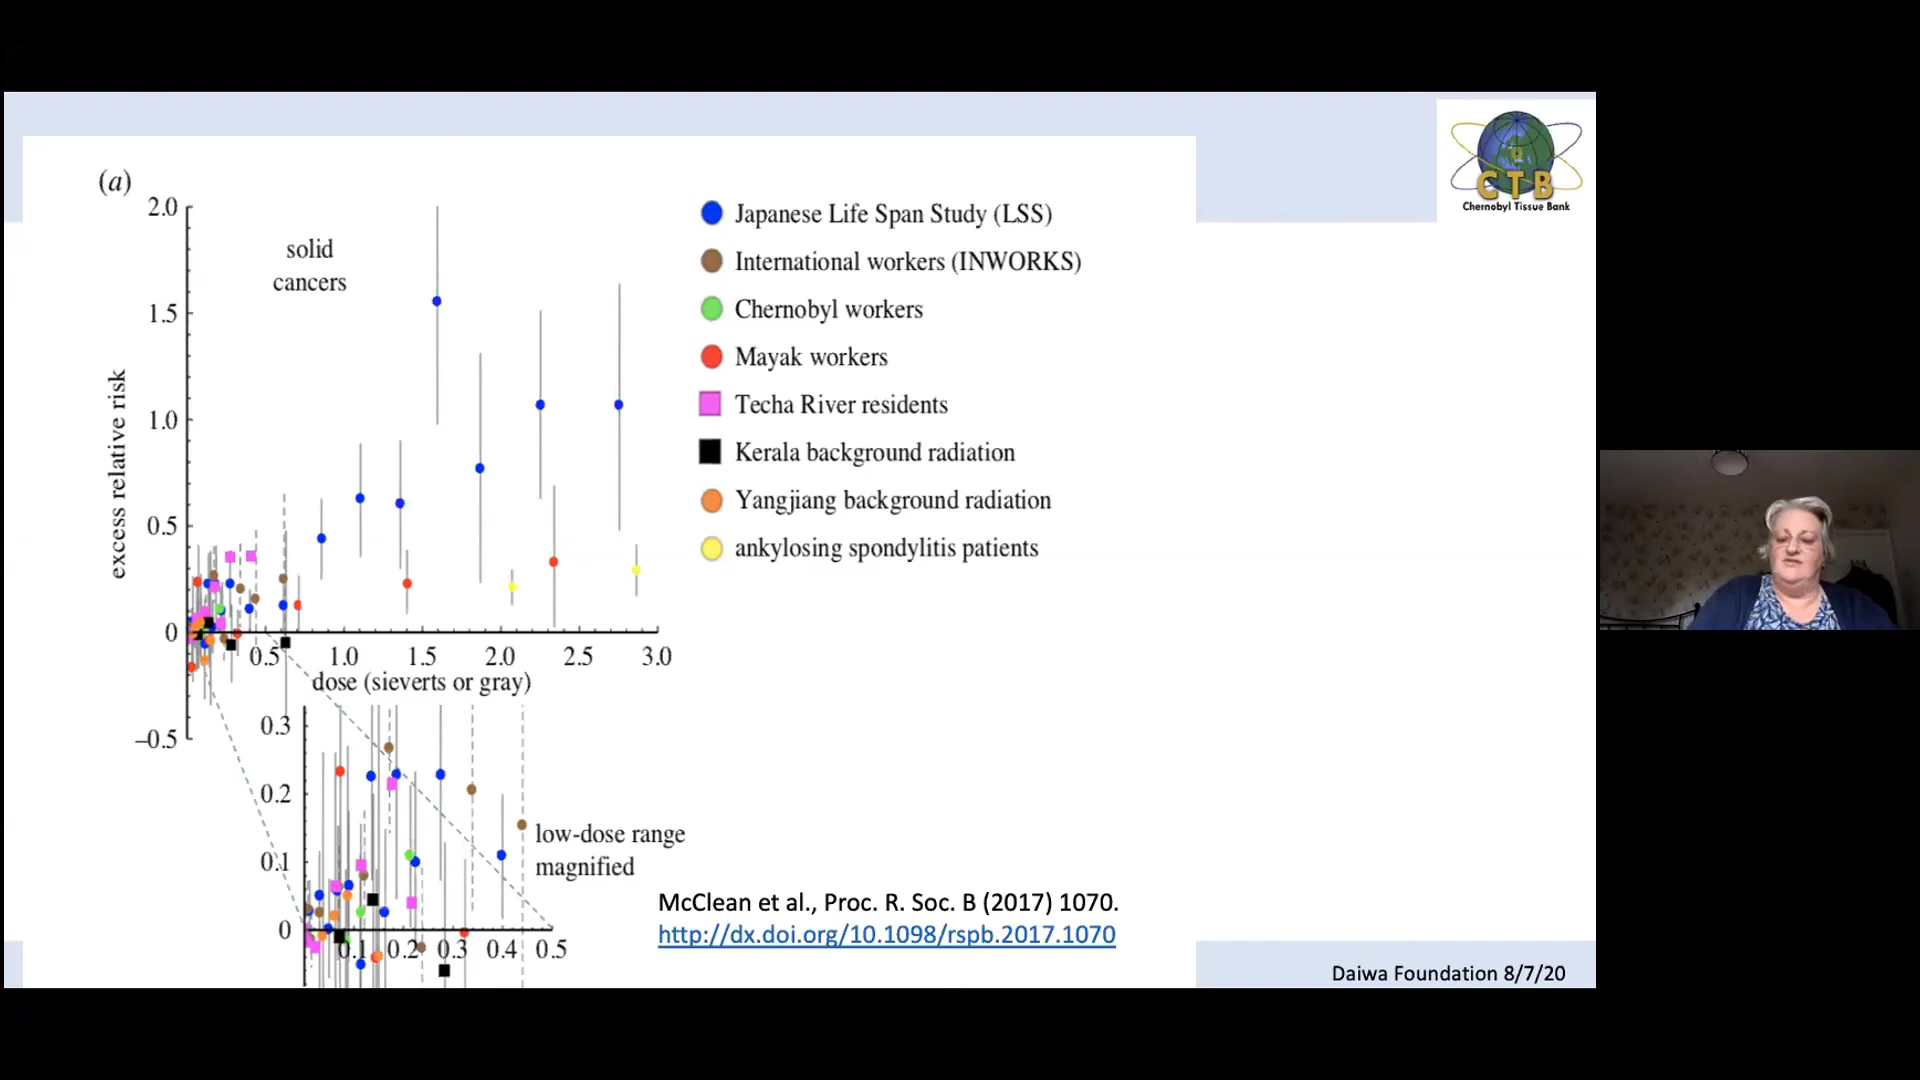 (a)
2.0
1.5
1.0
0.5
0
–0.5
excess relative risk
solid
cancers
0.5 1.0 1.5 2.0 2.5 3.0
dose (sieverts or gray)
Japanese Life Span Study (LSS)
International workers (INWORKS)
Chernobyl workers
Mayak workers
Techa River residents
Kerala background radiation
Yangjiang background radiation
ankylosing spondylitis patients
0.3
0.2
0.1
0
0.1 0.2 0.3 0.4 0.5
low-dose range
magnified
McClean et al., Proc. R. Soc. B (2017) 1070.
http://dx.doi.org/10.1098/rspb.2017.1070
CTB
Chernobyl Tissue Bank
Daiwa Foundation 8/7/20